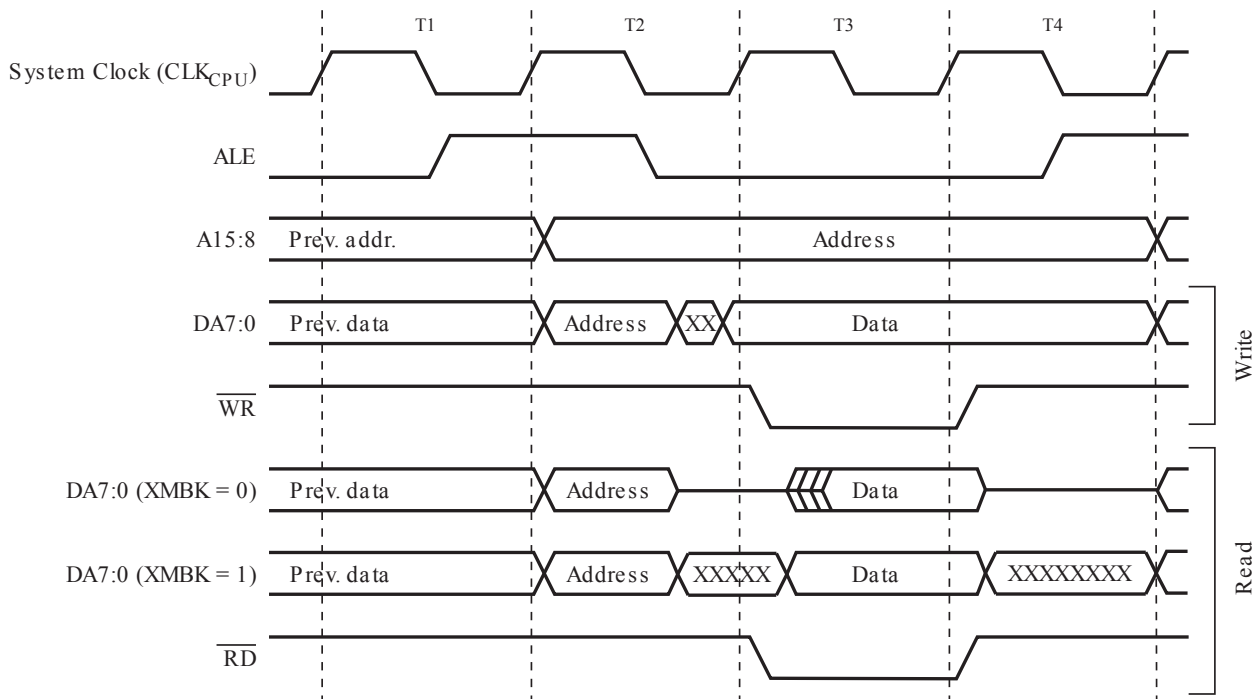 T1 T2 T3 T4
System Clock (CLKCPU)
ALE
A15:8 Prev. addr. Address
DA7:0 Prev. data Address XX Data
WR
Write
DA7:0 (XMBK = 0) Prev. data Address Data
DA7:0 (XMBK = 1) Prev. data Address XXXXX Data XXXXXXXX
RD
Read